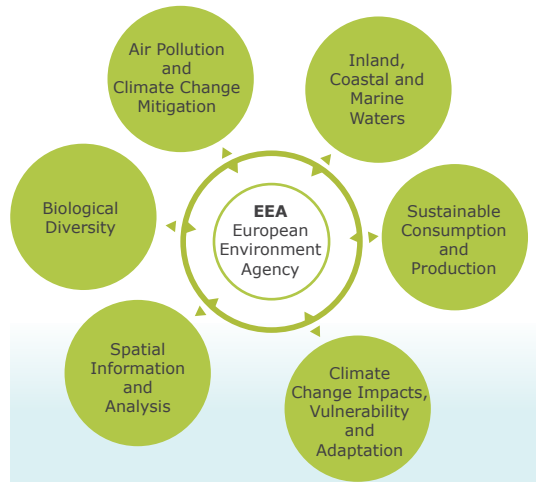 Air Pollution
and
Climate Change
Mitigation
Inland,
Coastal and
Marine
Waters
Biological
Diversity
EEA
European
Environment
Agency
Sustainable
Consumption
and
Production
Spatial
Information
and
Analysis
Climate
Change Impacts,
Vulnerability
and
Adaptation